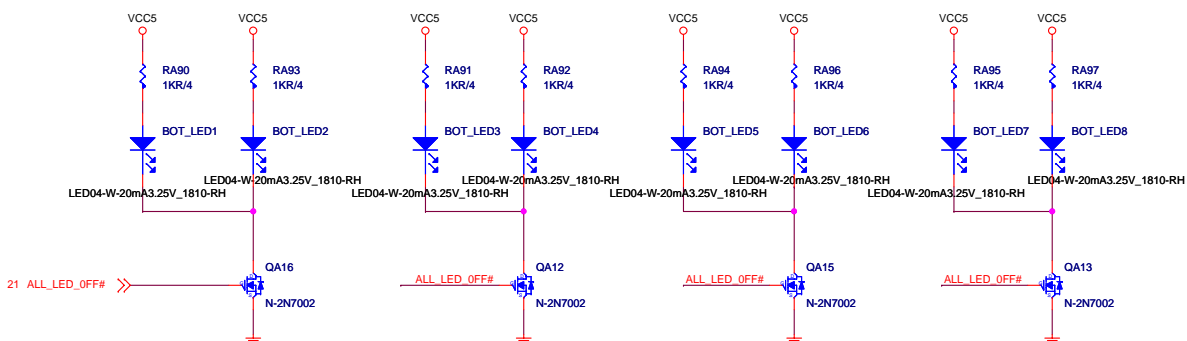 VCC5 VCC5 VCC5 VCC5 VCC5 VCC5 VCC5 VCC5
RA90 RA93 RA91 RA92 RA94 RA96 RA95 RA97
1KR/4 1KR/4 1KR/4 1KR/4 1KR/4 1KR/4 1KR/4 1KR/4
BOT_LED1 BOT_LED2 BOT_LED3 BOT_LED4 BOT_LED5 BOT_LED6 BOT_LED7 BOT_LED8
LED04-W-20mA3.25V_1810-RH LED04-W-20mA3.25V_1810-RH LED04-W-20mA3.25V_1810-RH LED04-W-20mA3.25V_1810-RH
LED04-W-20mA3.25V_1810-RH LED04-W-20mA3.25V_1810-RH LED04-W-20mA3.25V_1810-RH LED04-W-20mA3.25V_1810-RH
QA16 QA12 QA15 QA13
21 ALL_LED_0FF# ALL_LED_0FF# ALL_LED_0FF# ALL_LED_0FF#
N-2N7002 N-2N7002 N-2N7002 N-2N7002